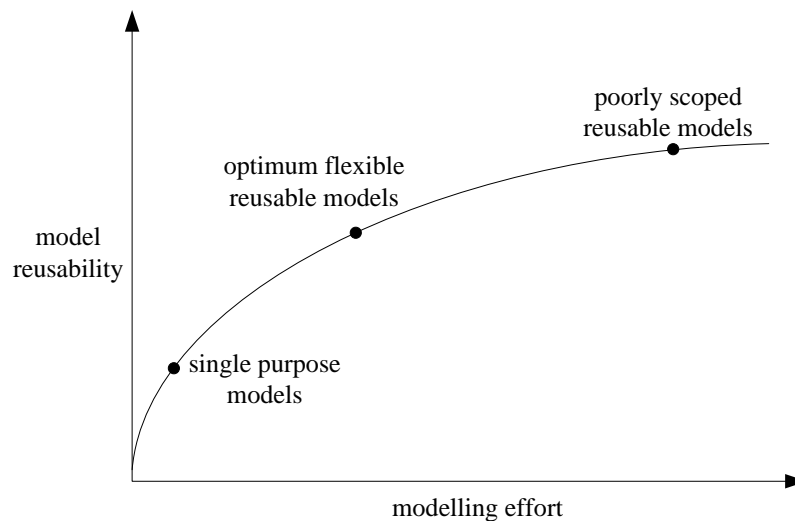 poorly scoped
reusable models
optimum flexible
reusable models
model
reusability
single purpose
models
modelling effort